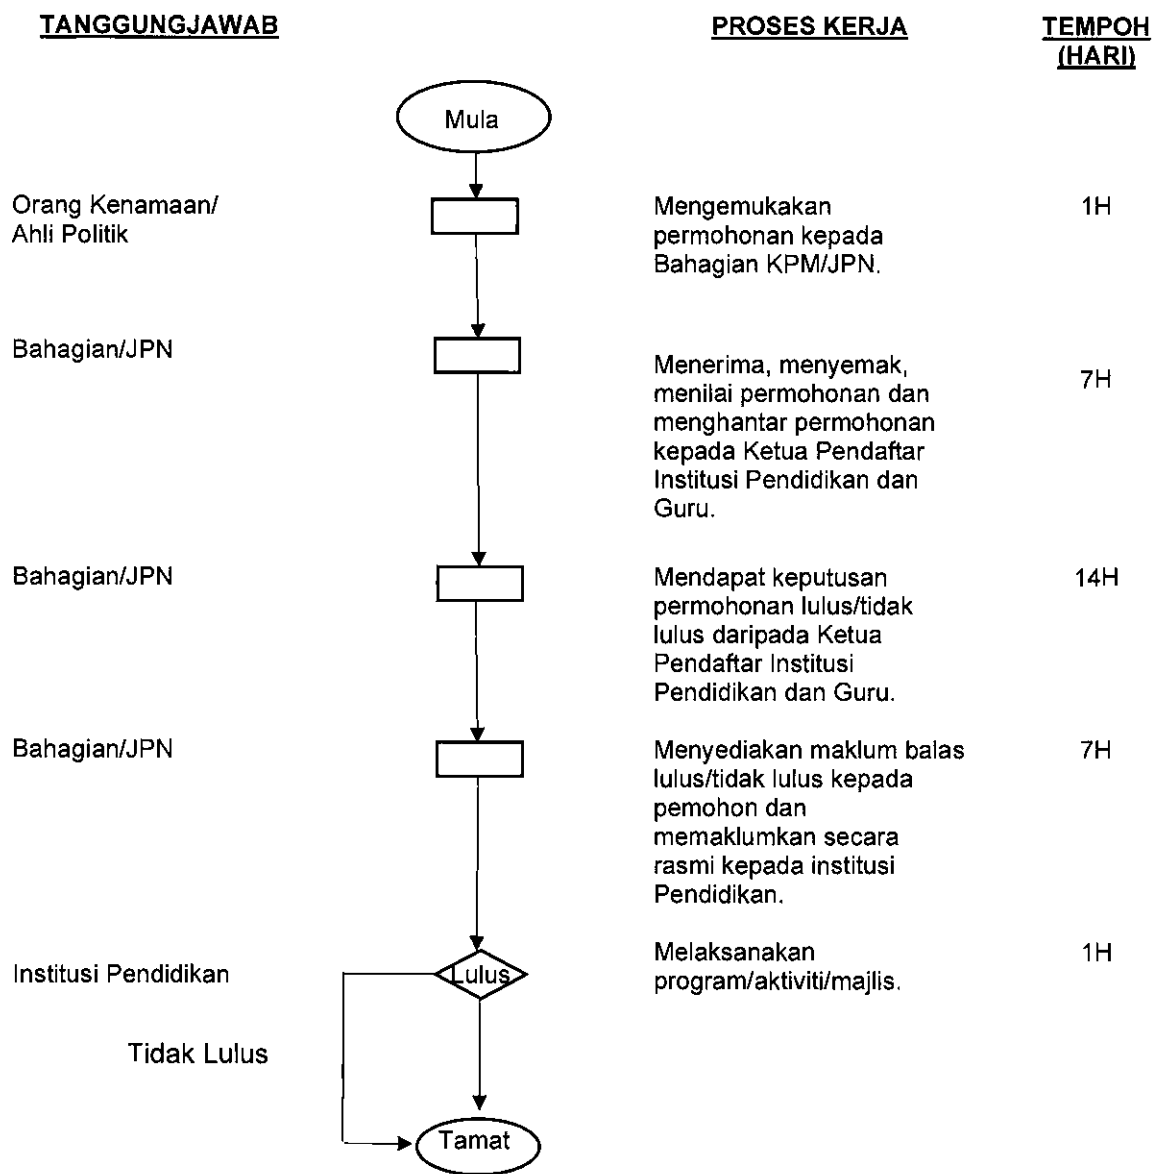 TANGGUNGJAWAB
PROSES KERJA
TEMPOH
(HARI)
Mula
Orang Kenamaan/
Ahli Politik
Mengemukakan
permohonan kepada
Bahagian KPM/JPN.
1H
Bahagian/JPN
Menerima, menyemak,
menilai permohonan dan
menghantar permohonan
kepada Ketua Pendaftar
Institusi Pendidikan dan
Guru.
7H
Bahagian/JPN
Mendapat keputusan
permohonan lulus/tidak
lulus daripada Ketua
Pendaftar Institusi
Pendidikan dan Guru.
14H
Bahagian/JPN
Menyediakan maklum balas
lulus/tidak lulus kepada
pemohon dan
memaklumkan secara
rasmi kepada institusi
Pendidikan.
7H
Institusi Pendidikan
Lulus
Melaksanakan
program/aktiviti/majlis.
1H
Tidak Lulus
Tamat